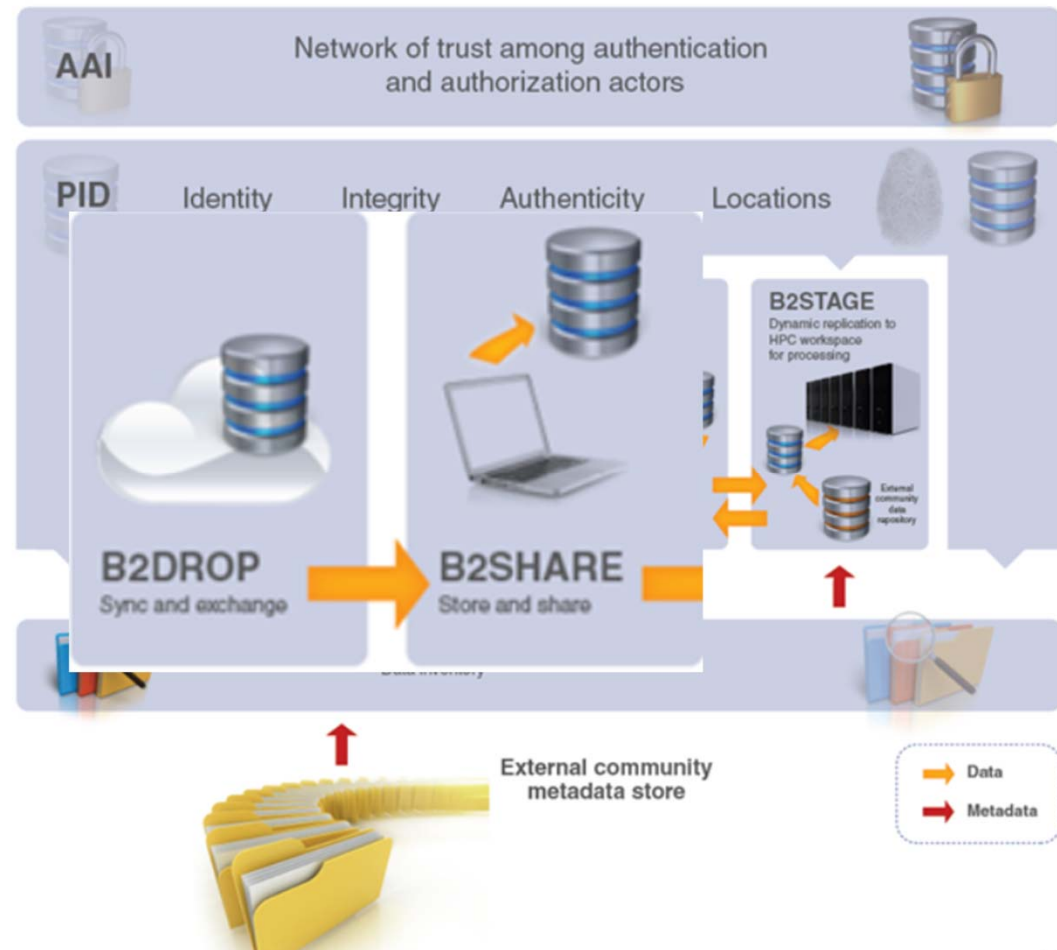 AAI
Network of trust among authentication
and authorization actors
PID
Identity Integrity Authenticity Locations
B2STAGE
Dynamic replication to
HPC workspace
for processing
External
community
data
repository
B2DROP
Sync and exchange
B2SHARE
Store and share
Data inventory
External community
metadata store
Data
Metadata